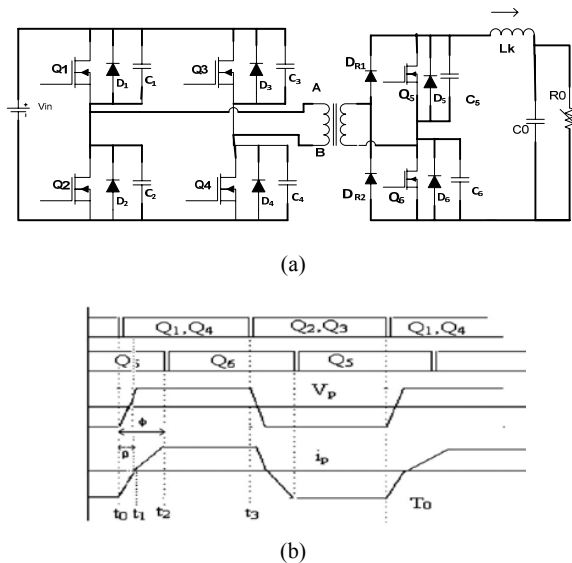 Q1
D1
C1
Q3
D3
C3
Vin
A
B
DR1
Q5
D5
C5
Lk
C0
R0
Q2
D2
C2
Q4
D4
C4
DR2
Q6
D6
C6
(a)
Q1,Q4 Q2,Q3 Q1,Q4
Q5 Q6 Q5
Vp
ϕ
ip
T0
t0 t1 t2 t3
(b)